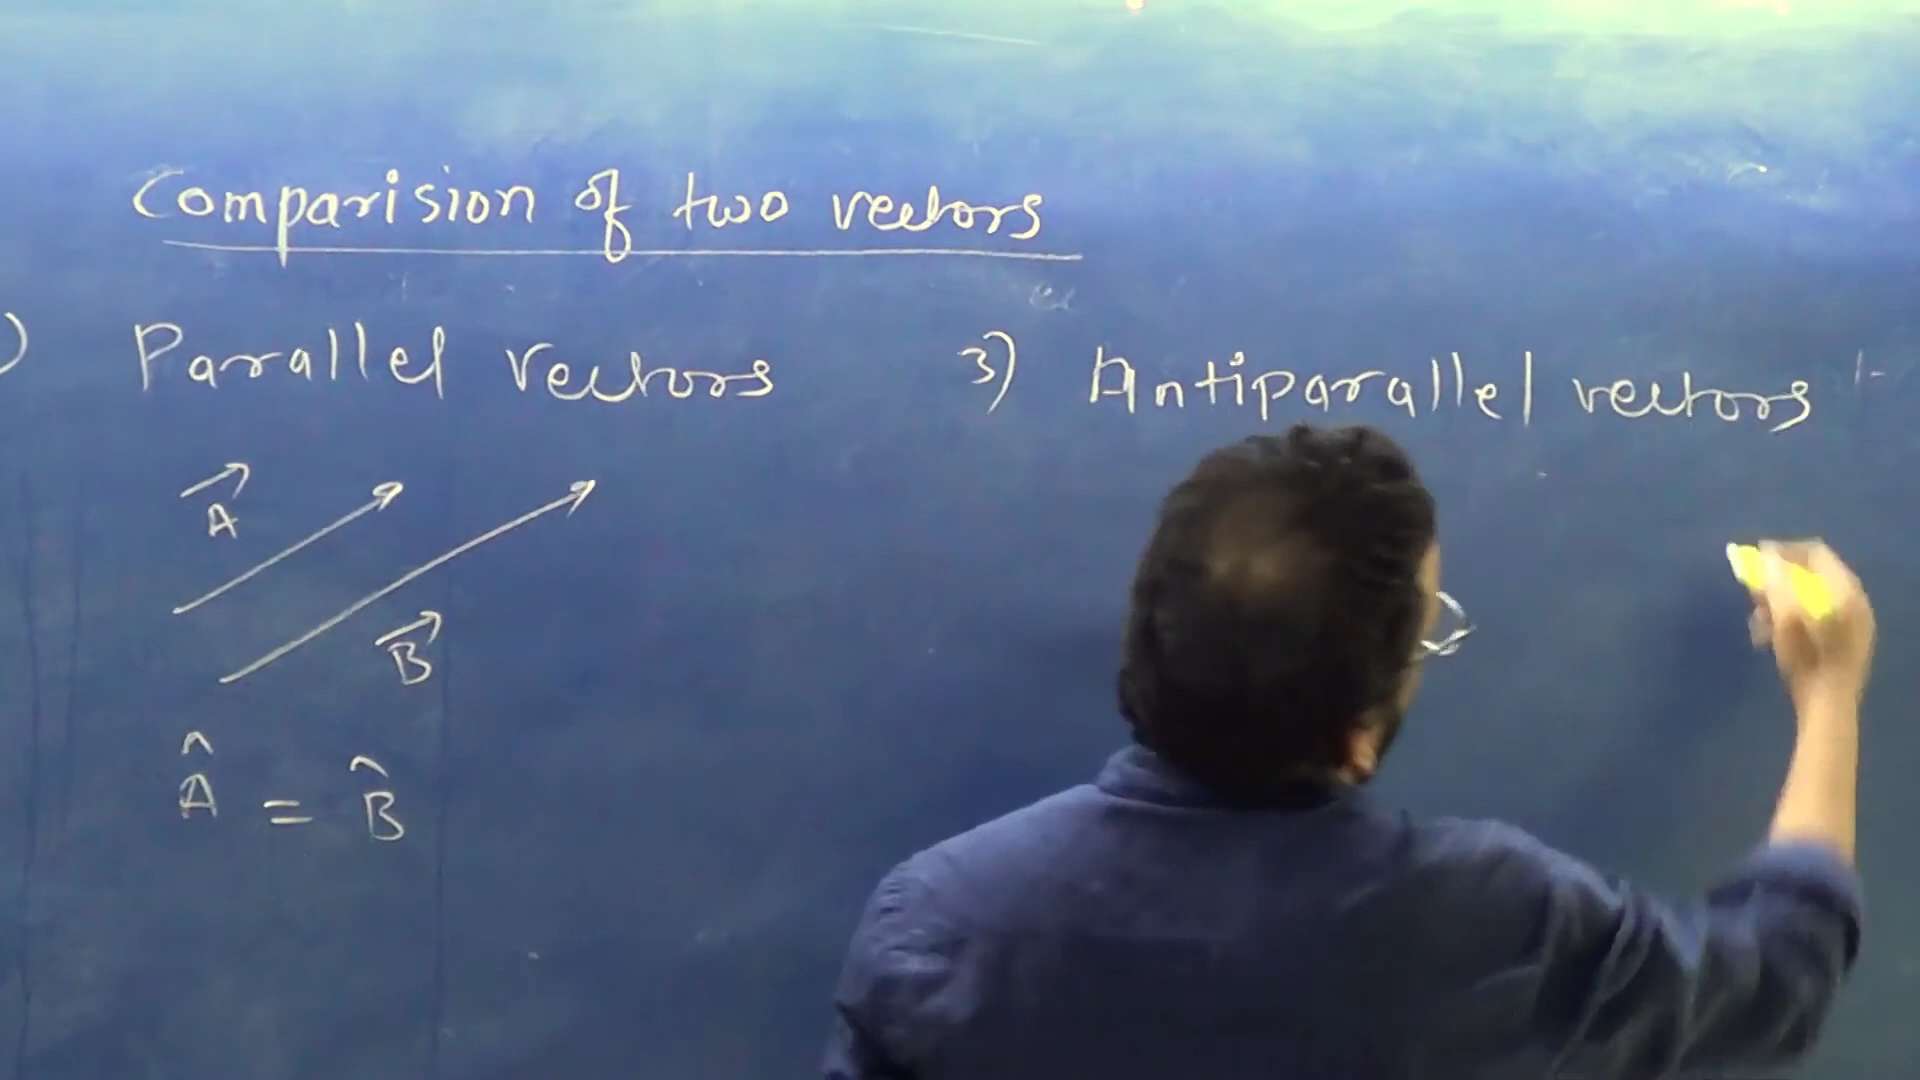 Comparision of two vectors
) Parallel vectors
A⃗
B⃗
Â = B̂
3) Antiparallel vectors :-